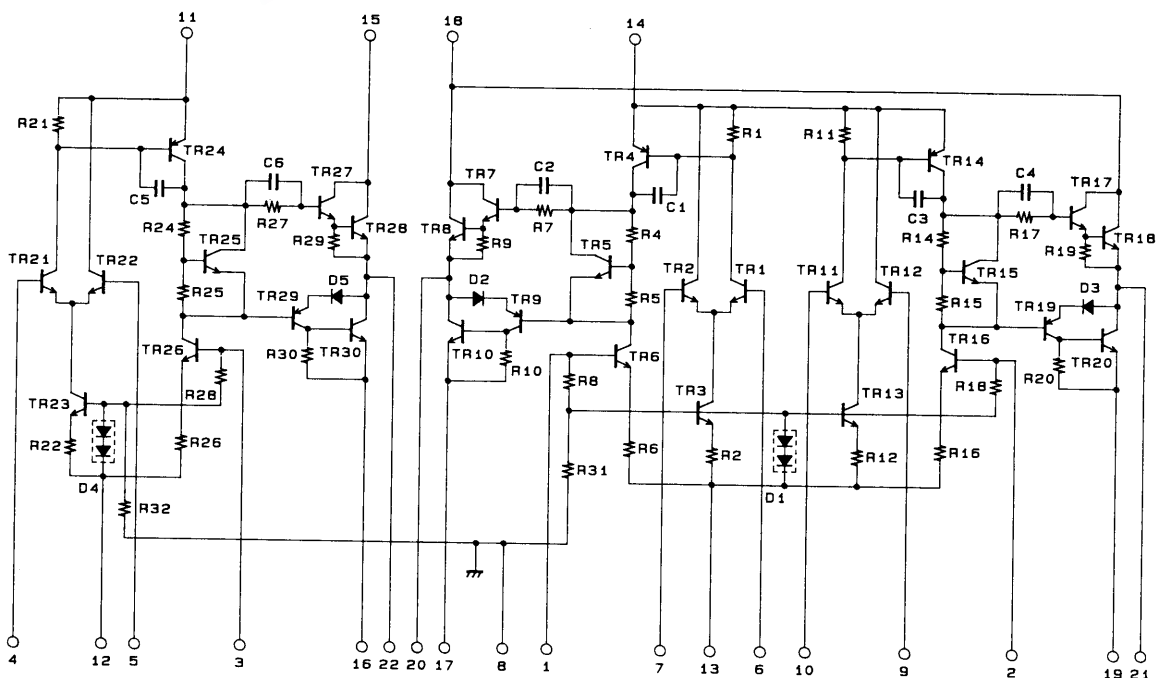 11
15
18
14
R21
TR24
C6
TR27
C5
R27
R24
TR25
R29
TR28
TR21
TR22
R25
TR29
D5
TR26
R30
TR30
R28
TR23
R22
R26
D4
R32
TR7
C2
TR8
R9
R7
TR4
C1
R1
R4
TR5
D2
TR9
R5
TR2
TR1
TR10
R10
TR6
R8
TR3
R6
R2
R31
D1
R11
TR14
C4
TR17
C3
R17
R14
R19
TR18
TR15
TR11
TR12
R15
TR19
D3
TR16
R20
TR20
R18
TR13
R12
R16
4
12
5
3
16
22
20
17
8
1
7
13
6
10
9
2
19
21